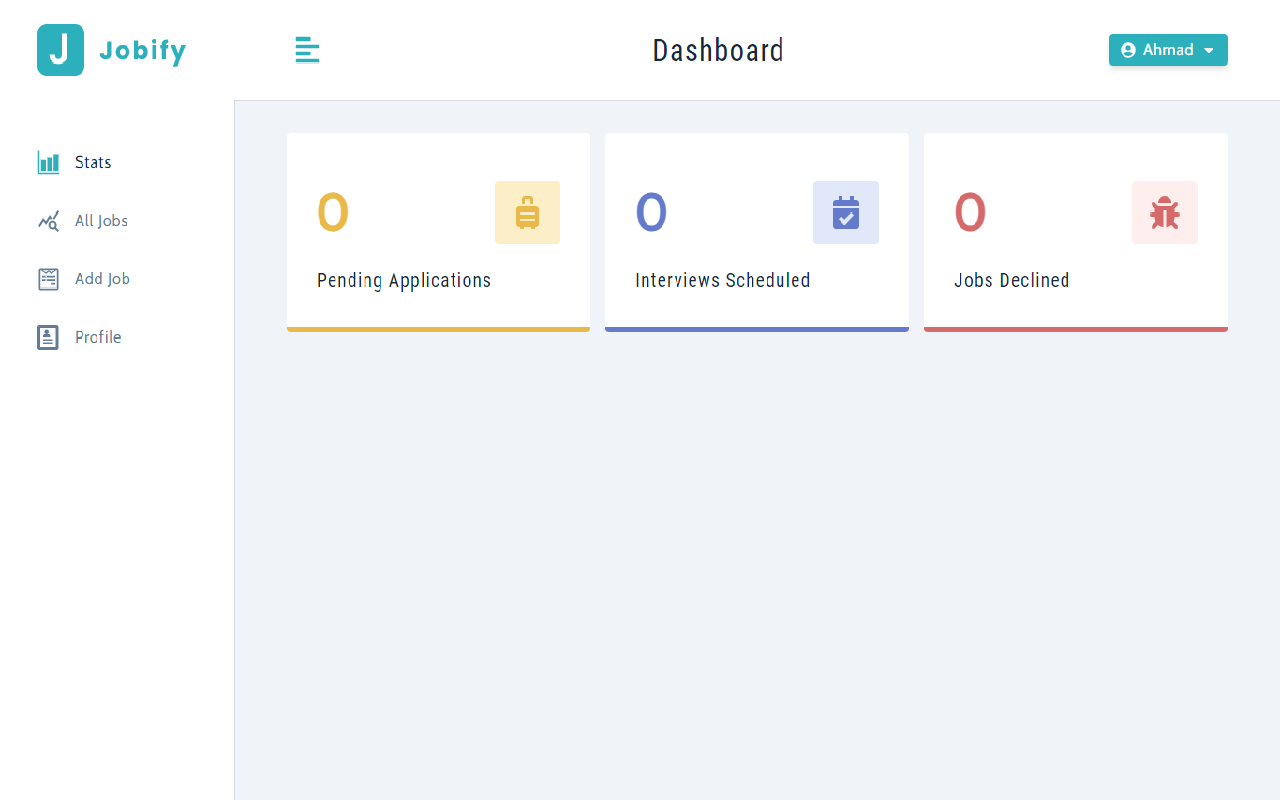 J Jobify
Dashboard
Ahmad
Stats
All Jobs
Add Job
Profile
0
Pending Applications
0
Interviews Scheduled
0
Jobs Declined